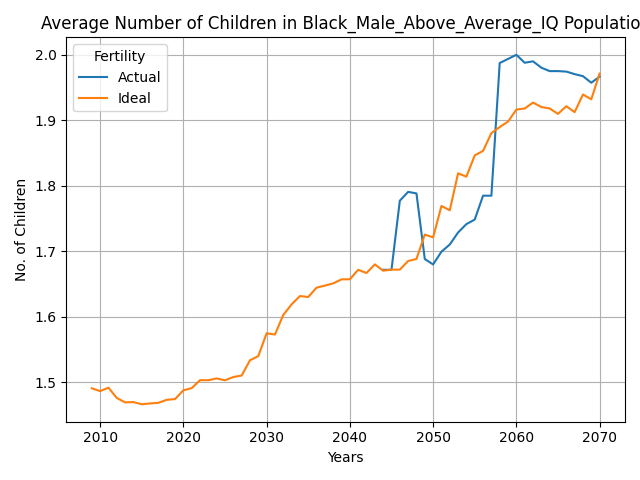 Average Number of Children in Black_Male_Above_Average_IQ Populatio
Fertility
Actual
Ideal
No. of Children
2.0
1.9
1.8
1.7
1.6
1.5
2010 2020 2030 2040 2050 2060 2070
Years